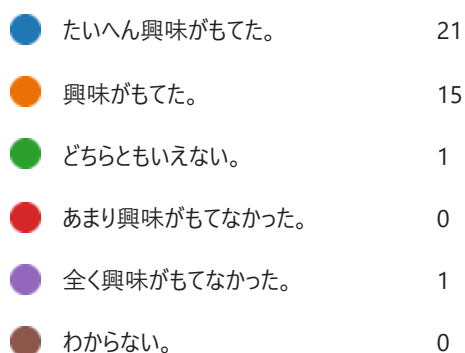 たいへん興味がもてた。 21
興味がもてた。 15
どちらともいえない。 1
あまり興味がもてなかった。 0
全く興味がもてなかった。 1
わからない。 0